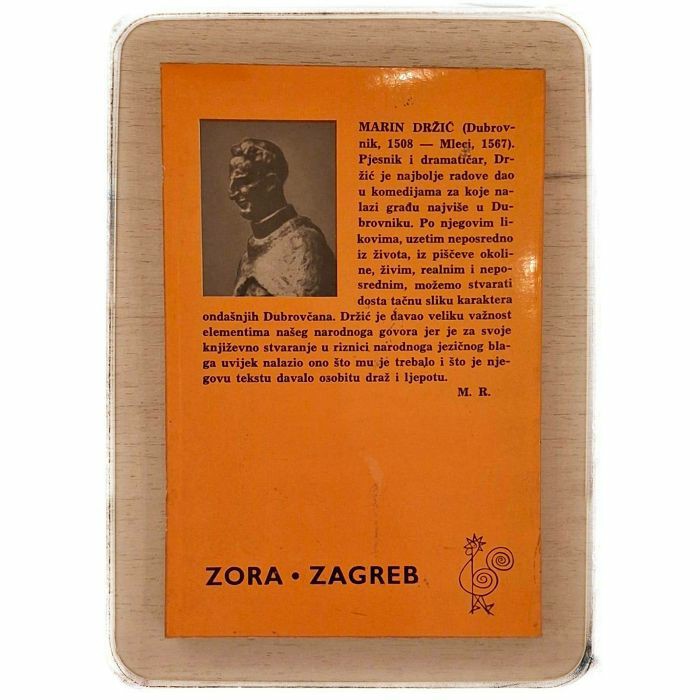 MARIN DRŽIĆ (Dubrov-
nik, 1508 — Mleci, 1567).
Pjesnik i dramatičar, Dr-
žić je najbolje radove dao
u komedijama za koje na-
lazi građu najviše u Du-
brovniku. Po njegovim li-
kovima, uzetim neposredno
iz života, iz piščeve okoli-
ne, živim, realnim i nepo-
srednim, možemo stvarati
dosta tačnu sliku karaktera
ondašnjih Dubrovčana. Držić je davao veliku važnost
elementima našeg narodnoga govora jer je za svoje
književno stvaranje u riznici narodnoga jezičnog bla-
ga uvijek nalazio ono što mu je trebalo i što je nje-
govu tekstu davalo osobitu draž i ljepotu.
M. R.
ZORA • ZAGREB